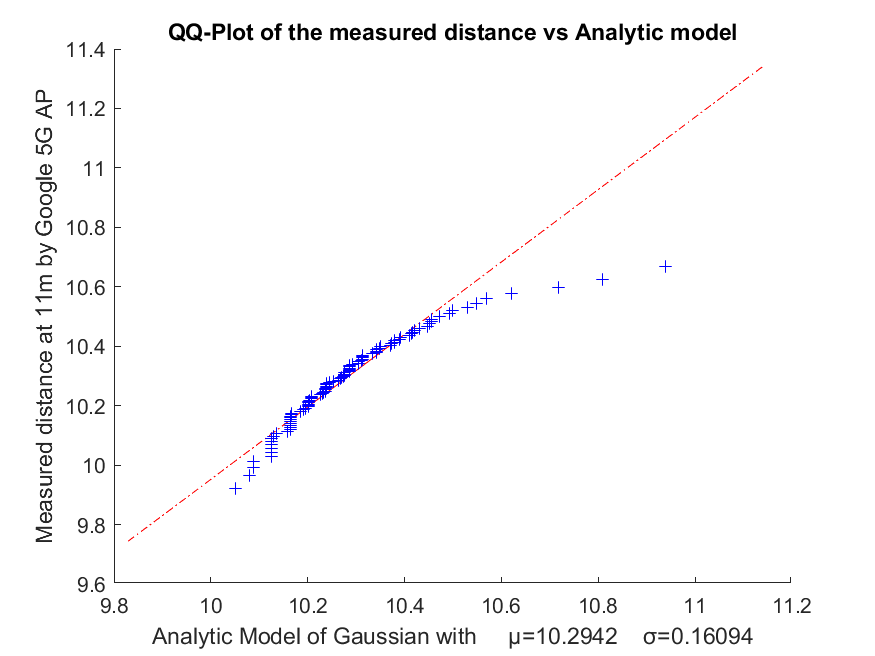 QQ-Plot of the measured distance vs Analytic model
Measured distance at 11m by Google 5G AP
11.4
11.2
11
10.8
10.6
10.4
10.2
10
9.8
9.6
9.8 10 10.2 10.4 10.6 10.8 11 11.2
Analytic Model of Gaussian with μ=10.2942 σ=0.16094